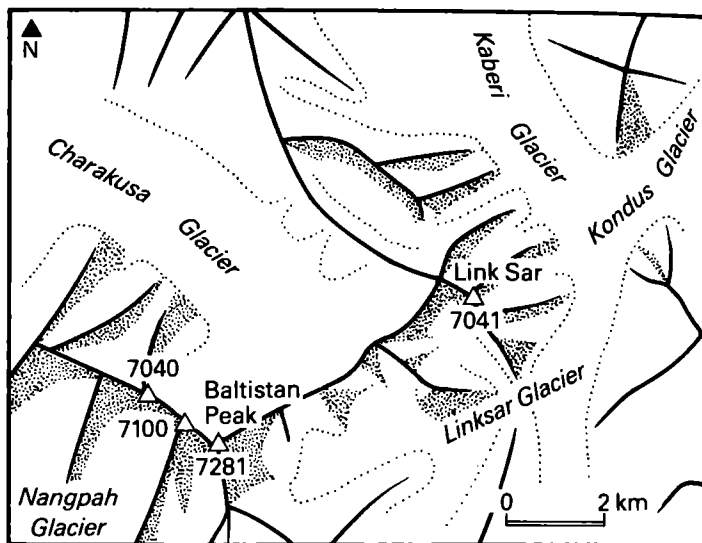 N
Kaberi
Glacier
Kondus Glacier
Charakusa
Glacier
Link Sar
7041
7040
Baltistan
Peak
7100
7281
Linksar Glacier
Nangpah
Glacier
0 2 km